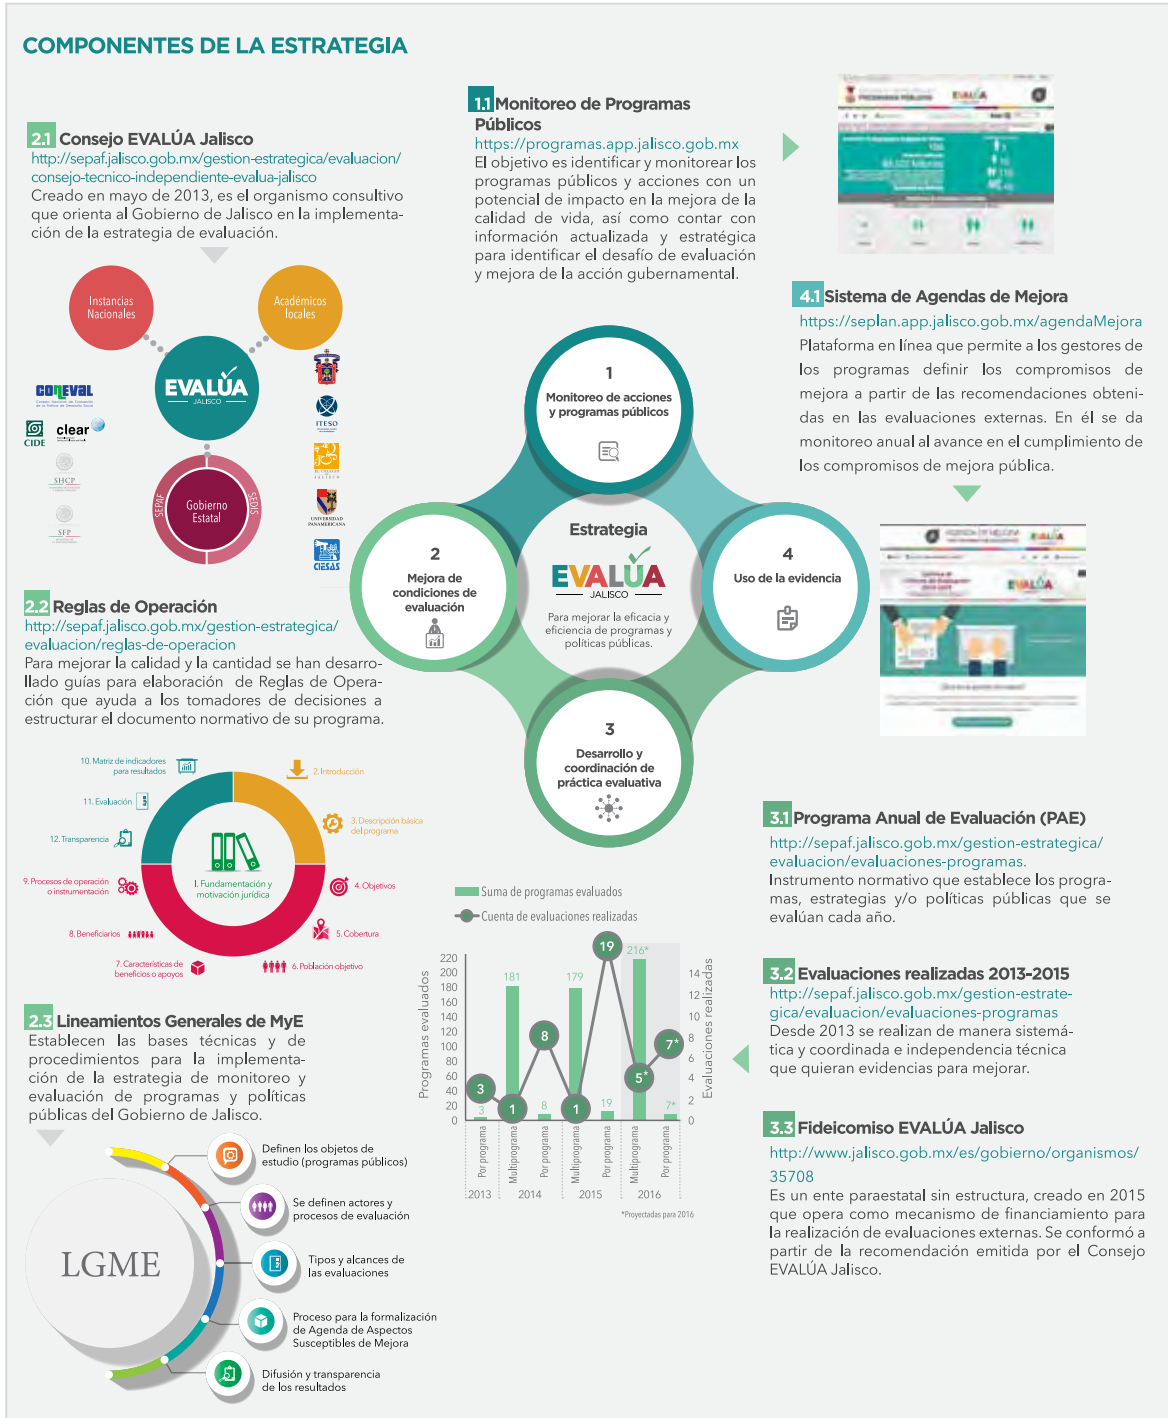 COMPONENTES DE LA ESTRATEGIA
2.1 Consejo EVALÚA Jalisco
http://sepaf.jalisco.gob.mx/gestion-estrategica/evaluacion/
consejo-tecnico-independiente-evalua-jalisco
Creado en mayo de 2013, es el organismo consultivo
que orienta al Gobierno de Jalisco en la implementa-
ción de la estrategia de evaluación.
Instancias
Nacionales
Académicos
locales
EVALÚA
JALISCO
CONEVAL
CIDE
clear
SHCP
SFP
SEPAF
SEDIS
Gobierno
Estatal
ITESO
EL COLEGIO
DE
JALISCO
UNIVERSIDAD
PANAMERICANA
CIESAS
2.2 Reglas de Operación
http://sepaf.jalisco.gob.mx/gestion-estrategica/
evaluacion/reglas-de-operacion
Para mejorar la calidad y la cantidad se han desarro-
llado guías para elaboración de Reglas de Opera-
ción que ayuda a los tomadores de decisiones a
estructurar el documento normativo de su programa.
10. Matriz de indicadores
para resultados
11. Evaluación
12. Transparencia
9. Procesos de operación
o instrumentación
8. Beneficiarios
7. Características de
beneficios o apoyos
2. Introducción
3. Descripción básica
del programa
4. Objetivos
5. Cobertura
6. Población objetivo
I. Fundamentación y
motivación jurídica
2.3 Lineamientos Generales de MyE
Establecen las bases técnicas y de
procedimientos para la implementa-
ción de la estrategia de monitoreo y
evaluación de programas y políticas
públicas del Gobierno de Jalisco.
LGME
Definen los objetos de
estudio (programas públicos)
Se definen actores y
procesos de evaluación
Tipos y alcances de
las evaluaciones
Proceso para la formalización
de Agenda de Aspectos
Susceptibles de Mejora
Difusión y transparencia
de los resultados
1.1 Monitoreo de Programas
Públicos
https://programas.app.jalisco.gob.mx
El objetivo es identificar y monitorear los
programas públicos y acciones con un
potencial de impacto en la mejora de la
calidad de vida, así como contar con
información actualizada y estratégica
para identificar el desafío de evaluación
y mejora de la acción gubernamental.
1
Monitoreo de acciones
y programas públicos
2
Mejora de
condiciones de
evaluación
Estrategia
EVALÚA
JALISCO
Para mejorar la eficacia y
eficiencia de programas y
políticas públicas.
4
Uso de la evidencia
3
Desarrollo y
coordinación de
práctica evaluativa
Suma de programas evaluados
Cuenta de evaluaciones realizadas
Programas evaluados
220
200
180
160
140
120
100
80
60
40
20
0
14
12
10
8
6
4
2
0
Evaluaciones realizadas
3
181
8
179
19
216*
7*
3
1
8
1
19
5*
7*
Por programa
Multiprograma
Por programa
Multiprograma
Por programa
Multiprograma
Por programa
2013
2014
2015
2016
*Proyectadas para 2016
4.1 Sistema de Agendas de Mejora
https://seplan.app.jalisco.gob.mx/agendaMejora
Plataforma en línea que permite a los gestores de
los programas definir los compromisos de
mejora a partir de las recomendaciones obteni-
das en las evaluaciones externas. En él se da
monitoreo anual al avance en el cumplimiento de
los compromisos de mejora pública.
AGENDA DE MEJORA
EVALÚA
3.1 Programa Anual de Evaluación (PAE)
http://sepaf.jalisco.gob.mx/gestion-estrategica/
evaluacion/evaluaciones-programas.
Instrumento normativo que establece los progra-
mas, estrategias y/o políticas públicas que se
evalúan cada año.
3.2 Evaluaciones realizadas 2013-2015
http://sepaf.jalisco.gob.mx/gestion-estrate-
gica/evaluacion/evaluaciones-programas
Desde 2013 se realizan de manera sistemá-
tica y coordinada e independencia técnica
que quieran evidencias para mejorar.
3.3 Fideicomiso EVALÚA Jalisco
http://www.jalisco.gob.mx/es/gobierno/organismos/
35708
Es un ente paraestatal sin estructura, creado en 2015
que opera como mecanismo de financiamiento para
la realización de evaluaciones externas. Se conformó a
partir de la recomendación emitida por el Consejo
EVALÚA Jalisco.